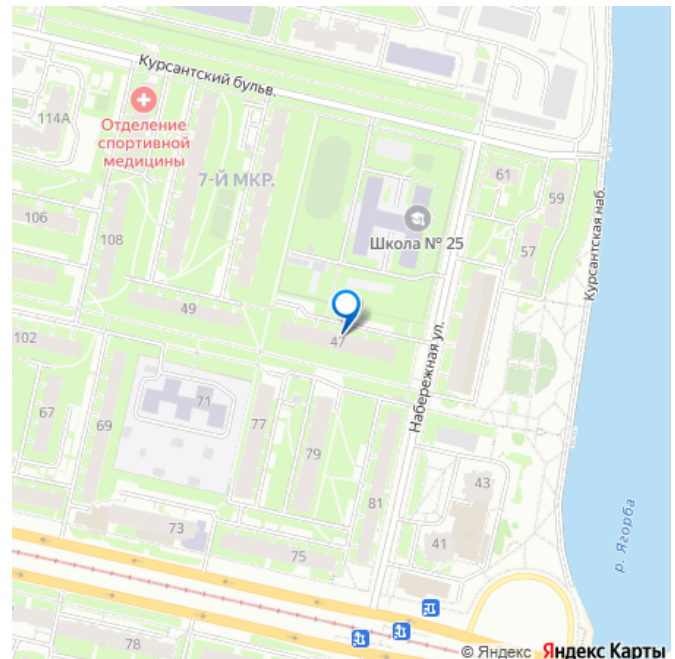 Курсантский бульв.
114А
Отделение
спортивной
медицины
7-Й МКР.
61
59
106
108
Школа № 25
57
Курсантская наб.
49
47
102
Набережная ул.
67
69
71
77
79
81
43
73
75
41
р. Ягорба
78
© Яндекс Яндекс Карты